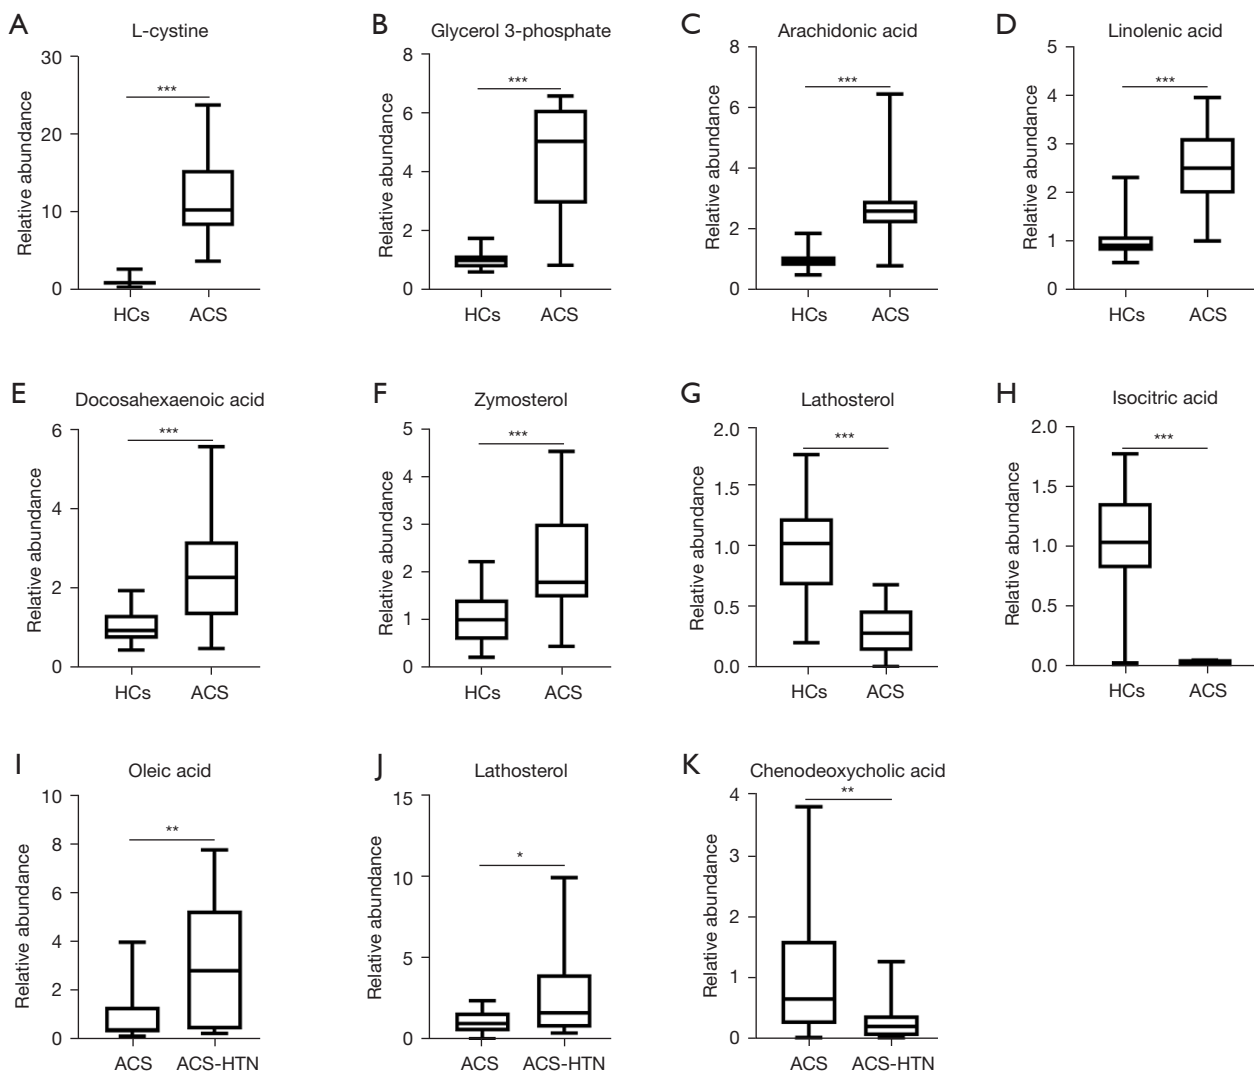 A
L-cystine
30
20
10
0
Relative abundance
***
HCs
ACS
B
Glycerol 3-phosphate
8
6
4
2
0
Relative abundance
***
HCs
ACS
C
Arachidonic acid
8
6
4
2
0
Relative abundance
***
HCs
ACS
D
Linolenic acid
5
4
3
2
1
0
Relative abundance
***
HCs
ACS
E
Docosahexaenoic acid
6
4
2
0
Relative abundance
***
HCs
ACS
F
Zymosterol
5
4
3
2
1
0
Relative abundance
***
HCs
ACS
G
Lathosterol
2.0
1.5
1.0
0.5
0.0
Relative abundance
***
HCs
ACS
H
Isocitric acid
2.0
1.5
1.0
0.5
0.0
Relative abundance
***
HCs
ACS
I
Oleic acid
10
8
6
4
2
0
Relative abundance
**
ACS
ACS-HTN
J
Lathosterol
15
10
5
0
Relative abundance
*
ACS
ACS-HTN
K
Chenodeoxycholic acid
4
3
2
1
0
Relative abundance
**
ACS
ACS-HTN